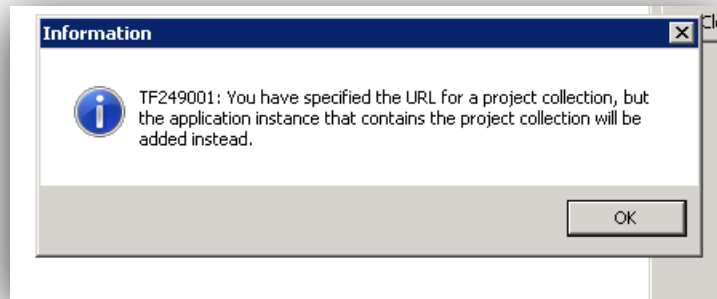 Information
TF249001: You have specified the URL for a project collection, but
the application instance that contains the project collection will be
added instead.
OK